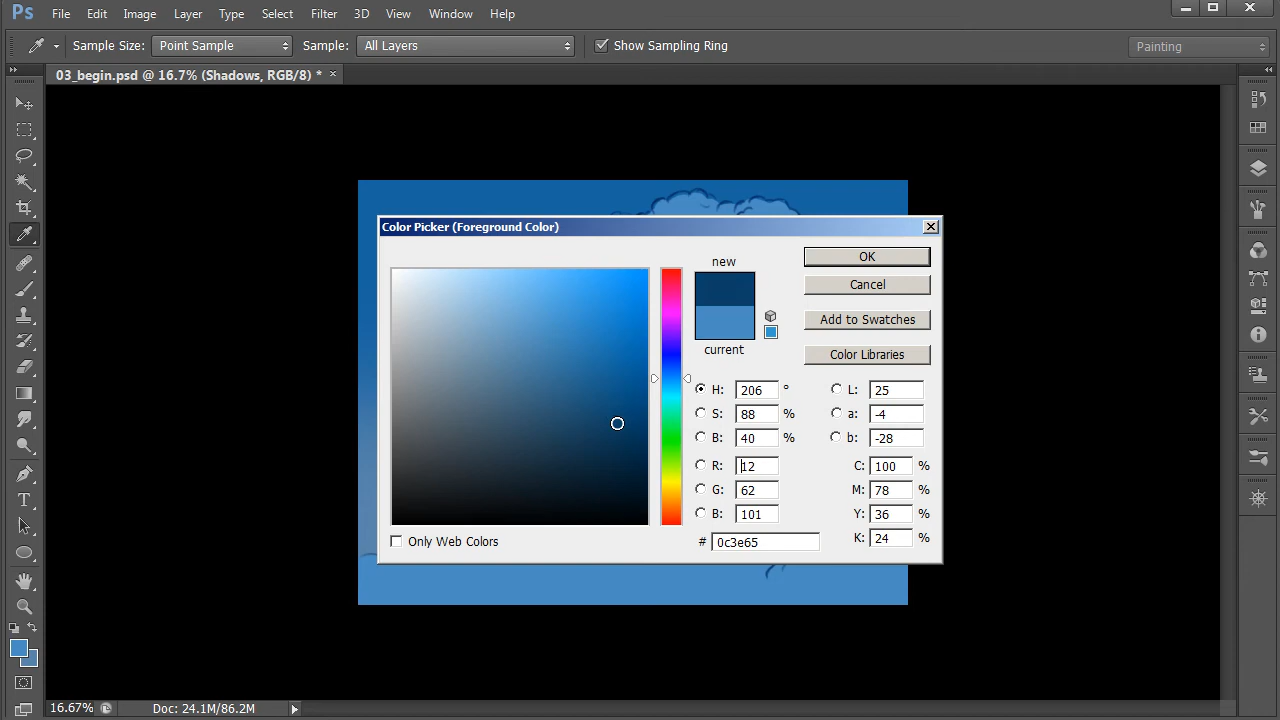 Ps File Edit Image Layer Type Select Filter 3D View Window Help
Sample Size: Point Sample Sample: All Layers Show Sampling Ring Painting
03_begin.psd @ 16.7% (Shadows, RGB/8) * ×
Color Picker (Foreground Color)
new
current
OK
Cancel
Add to Swatches
Color Libraries
H: 206 °
S: 88 %
B: 40 %
R: 12
G: 62
B: 101
# 0c3e65
L: 25
a: -4
b: -28
C: 100 %
M: 78 %
Y: 36 %
K: 24 %
Only Web Colors
T
16.67% Doc: 24.1M/86.2M